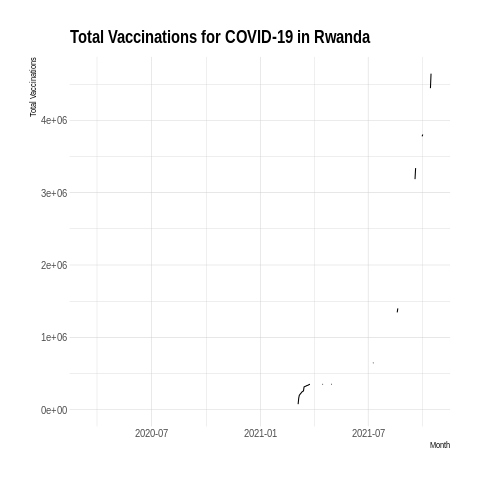 Total Vaccinations for COVID-19 in Rwanda
Total Vaccinations
4e+06
3e+06
2e+06
1e+06
0e+00
2020-07 2021-01 2021-07
Month